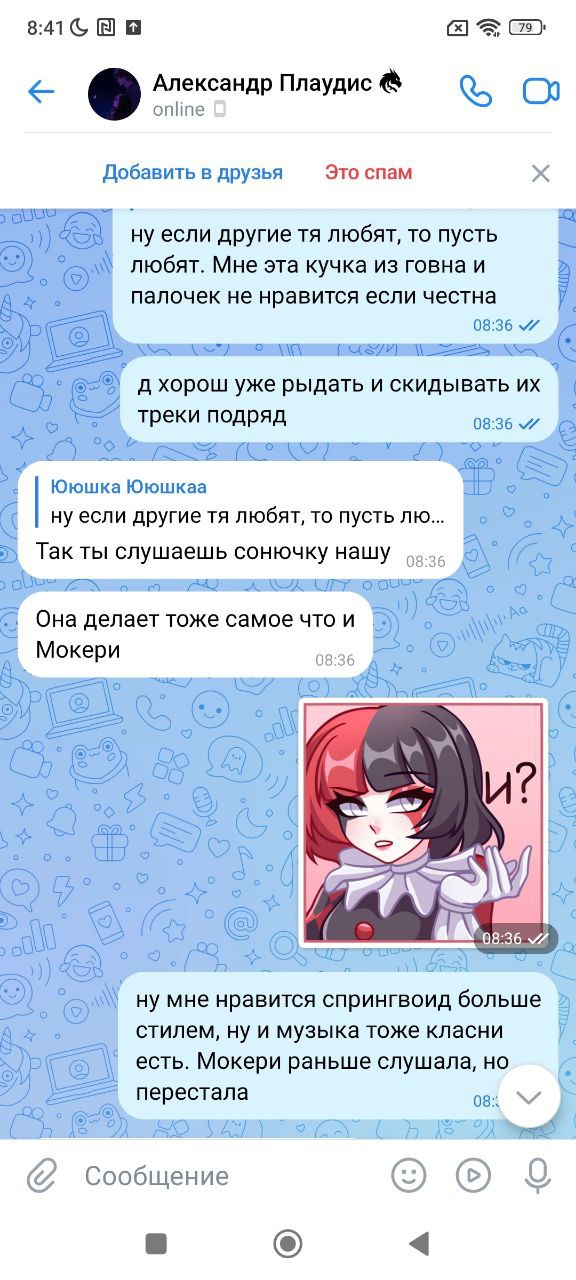 8:41
79
Александр Плаудис
online
Добавить в друзья Это спам
ну если другие тя любят, то пусть
любят. Мне эта кучка из говна и
палочек не нравится если честна
08:36
д хорош уже рыдать и скидывать их
треки подряд
08:36
Ююшка Ююшкаа
ну если другие тя любят, то пусть лю...
Так ты слушаешь сонючку нашу
08:36
Она делает тоже самое что и
Мокери
08:36
и?
08:36
ну мне нравится спрингвоид больше
стилем, ну и музыка тоже класни
есть. Мокери раньше слушала, но
перестала
08:
Сообщение